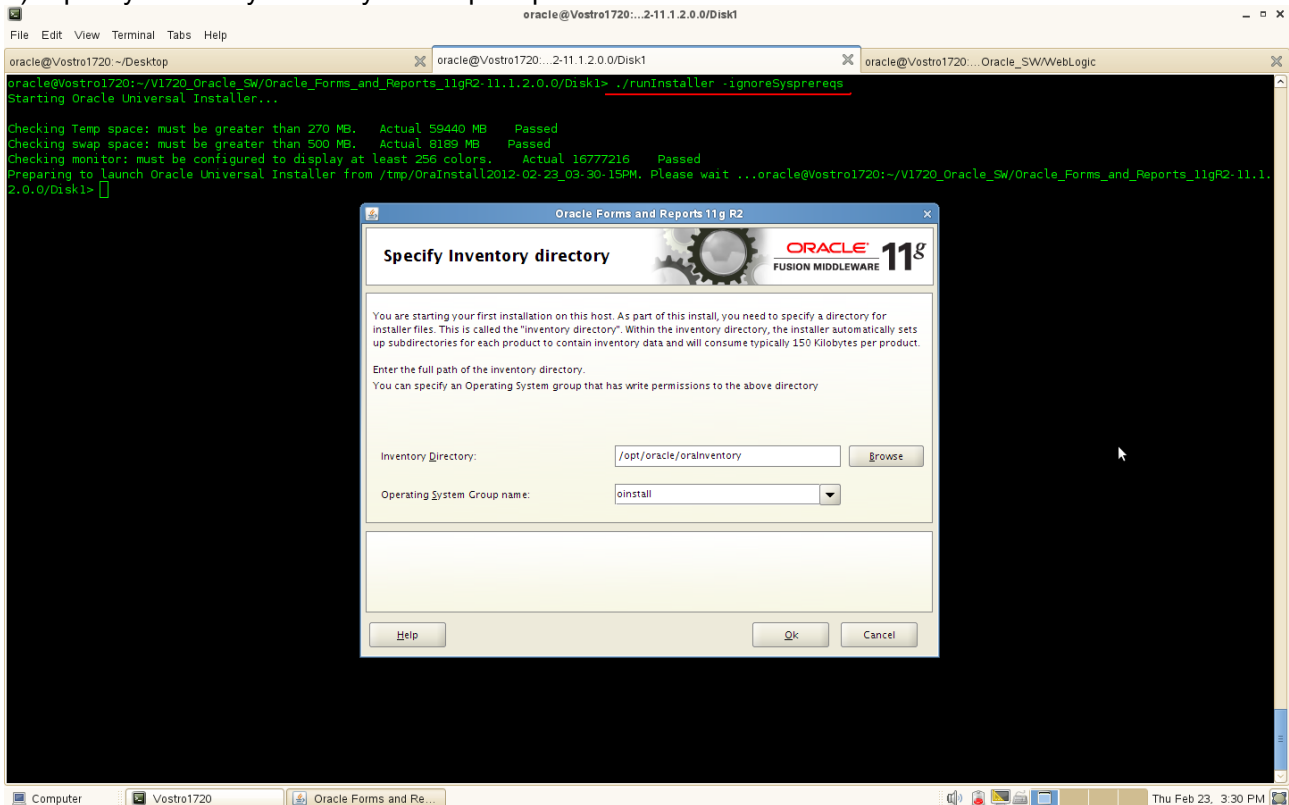 oracle@Vostro1720:...2-11.1.2.0.0/Disk1
File Edit View Terminal Tabs Help
oracle@Vostro1720:~/Desktop
oracle@Vostro1720:...2-11.1.2.0.0/Disk1
oracle@Vostro1720:...Oracle_SW/WebLogic
oracle@Vostro1720:~/V1720_Oracle_SW/Oracle_Forms_and_Reports_11gR2-11.1.2.0.0/Disk1> ./runInstaller -ignoreSysprereqs
Starting Oracle Universal Installer...
Checking Temp space: must be greater than 270 MB. Actual 59440 MB Passed
Checking swap space: must be greater than 500 MB. Actual 8189 MB Passed
Checking monitor: must be configured to display at least 256 colors. Actual 16777216 Passed
Preparing to launch Oracle Universal Installer from /tmp/OraInstall2012-02-23_03-30-15PM. Please wait ...oracle@Vostro1720:~/V1720_Oracle_SW/Oracle_Forms_and_Reports_11gR2-11.1.
2.0.0/Disk1>
Oracle Forms and Reports 11g R2
Specify Inventory directory
ORACLE
FUSION MIDDLEWARE 11g
You are starting your first installation on this host. As part of this install, you need to specify a directory for
installer files. This is called the "inventory directory". Within the inventory directory, the installer automatically sets
up subdirectories for each product to contain inventory data and will consume typically 150 Kilobytes per product.
Enter the full path of the inventory directory.
You can specify an Operating System group that has write permissions to the above directory
Inventory Directory: /opt/oracle/oraInventory Browse
Operating System Group name: oinstall
Help Ok Cancel
Computer Vostro1720 Oracle Forms and Re... Thu Feb 23, 3:30 PM